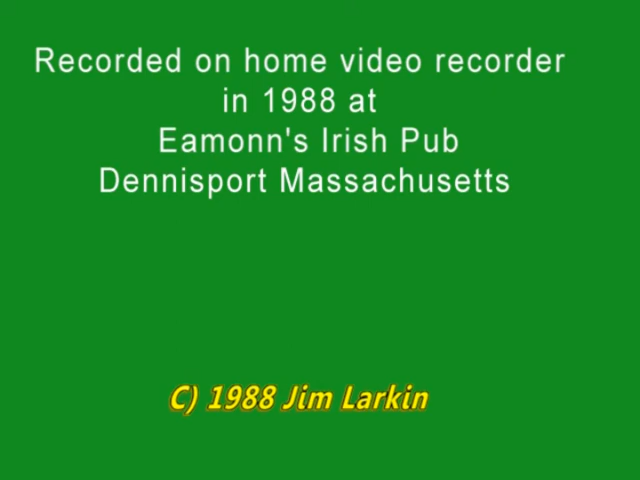 Recorded on home video recorder
in 1988 at
Eamonn's Irish Pub
Dennisport Massachusetts
C) 1988 Jim Larkin